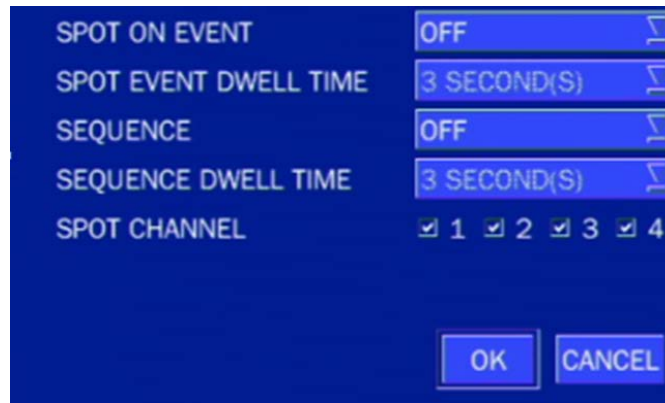 SPOT ON EVENT OFF
SPOT EVENT DWELL TIME 3 SECOND(S)
SEQUENCE OFF
SEQUENCE DWELL TIME 3 SECOND(S)
SPOT CHANNEL 1 2 3 4
OK CANCEL